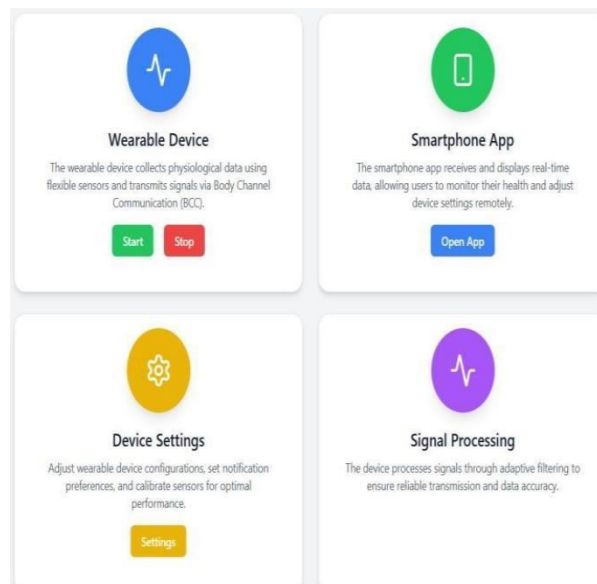 Wearable Device
The wearable device collects physiological data using
flexible sensors and transmits signals via Body Channel
Communication (BCC).
Start
Stop
Smartphone App
The smartphone app receives and displays real-time
data, allowing users to monitor their health and adjust
device settings remotely.
Open App
Device Settings
Adjust wearable device configurations, set notification
preferences, and calibrate sensors for optimal
performance.
Settings
Signal Processing
The device processes signals through adaptive filtering to
ensure reliable transmission and data accuracy.